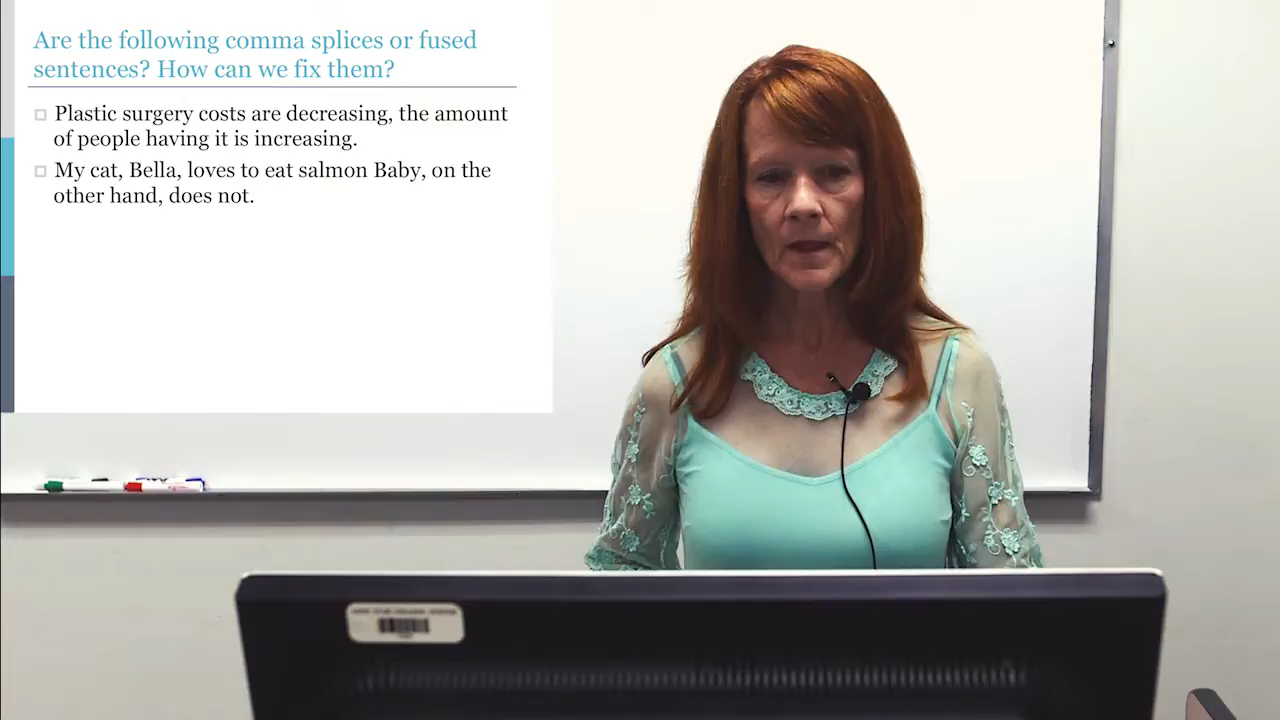 Are the following comma splices or fused
sentences? How can we fix them?
Plastic surgery costs are decreasing, the amount
of people having it is increasing.
My cat, Bella, loves to eat salmon Baby, on the
other hand, does not.